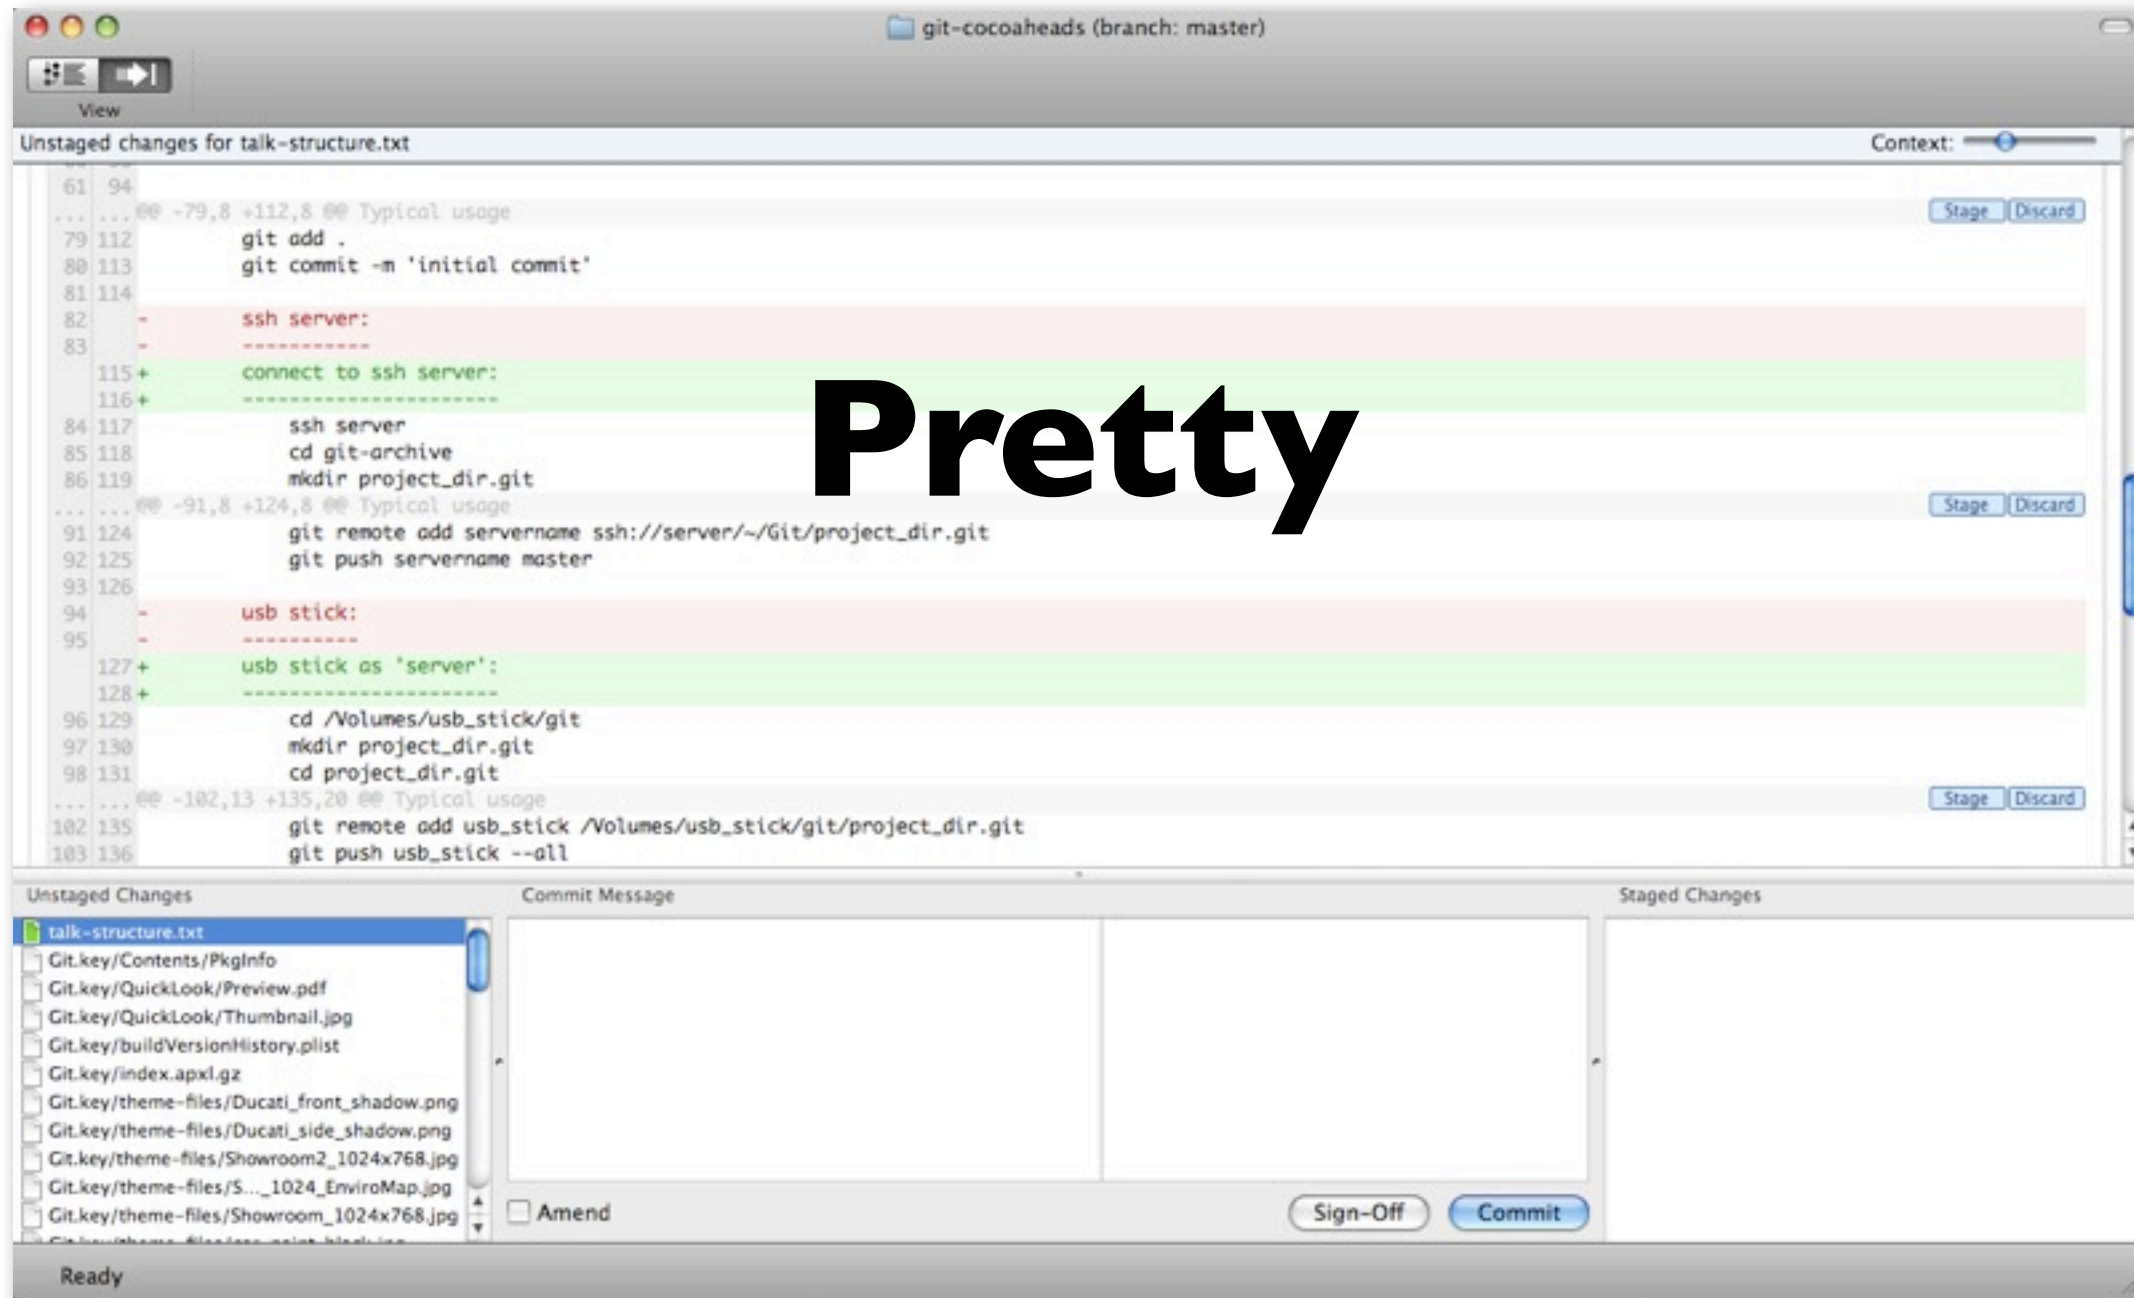 git-cocoaheads (branch: master)
View
Unstaged changes for talk-structure.txt
Context:
61 94
... ... @@ -79,8 +112,8 @@ Typical usage
Stage Discard
79 112 git add .
80 113 git commit -m 'initial commit'
81 114
82 - ssh server:
83 - -----------
115 + connect to ssh server:
116 + ----------------------
Pretty
84 117 ssh server
85 118 cd git-archive
86 119 mkdir project_dir.git
... ... @@ -91,8 +124,8 @@ Typical usage
Stage Discard
91 124 git remote add servername ssh://server/~/Git/project_dir.git
92 125 git push servername master
93 126
94 - usb stick:
95 - ----------
127 + usb stick as 'server':
128 + ----------------------
96 129 cd /Volumes/usb_stick/git
97 130 mkdir project_dir.git
98 131 cd project_dir.git
... ... @@ -102,13 +135,20 @@ Typical usage
Stage Discard
102 135 git remote add usb_stick /Volumes/usb_stick/git/project_dir.git
103 136 git push usb_stick --all
Unstaged Changes
talk-structure.txt
Git.key/Contents/PkgInfo
Git.key/QuickLook/Preview.pdf
Git.key/QuickLook/Thumbnail.jpg
Git.key/buildVersionHistory.plist
Git.key/index.apxl.gz
Git.key/theme-files/Ducati_front_shadow.png
Git.key/theme-files/Ducati_side_shadow.png
Git.key/theme-files/Showroom2_1024x768.jpg
Git.key/theme-files/S..._1024_EnviroMap.jpg
Git.key/theme-files/Showroom_1024x768.jpg
Commit Message
Amend
Sign-Off
Commit
Staged Changes
Ready